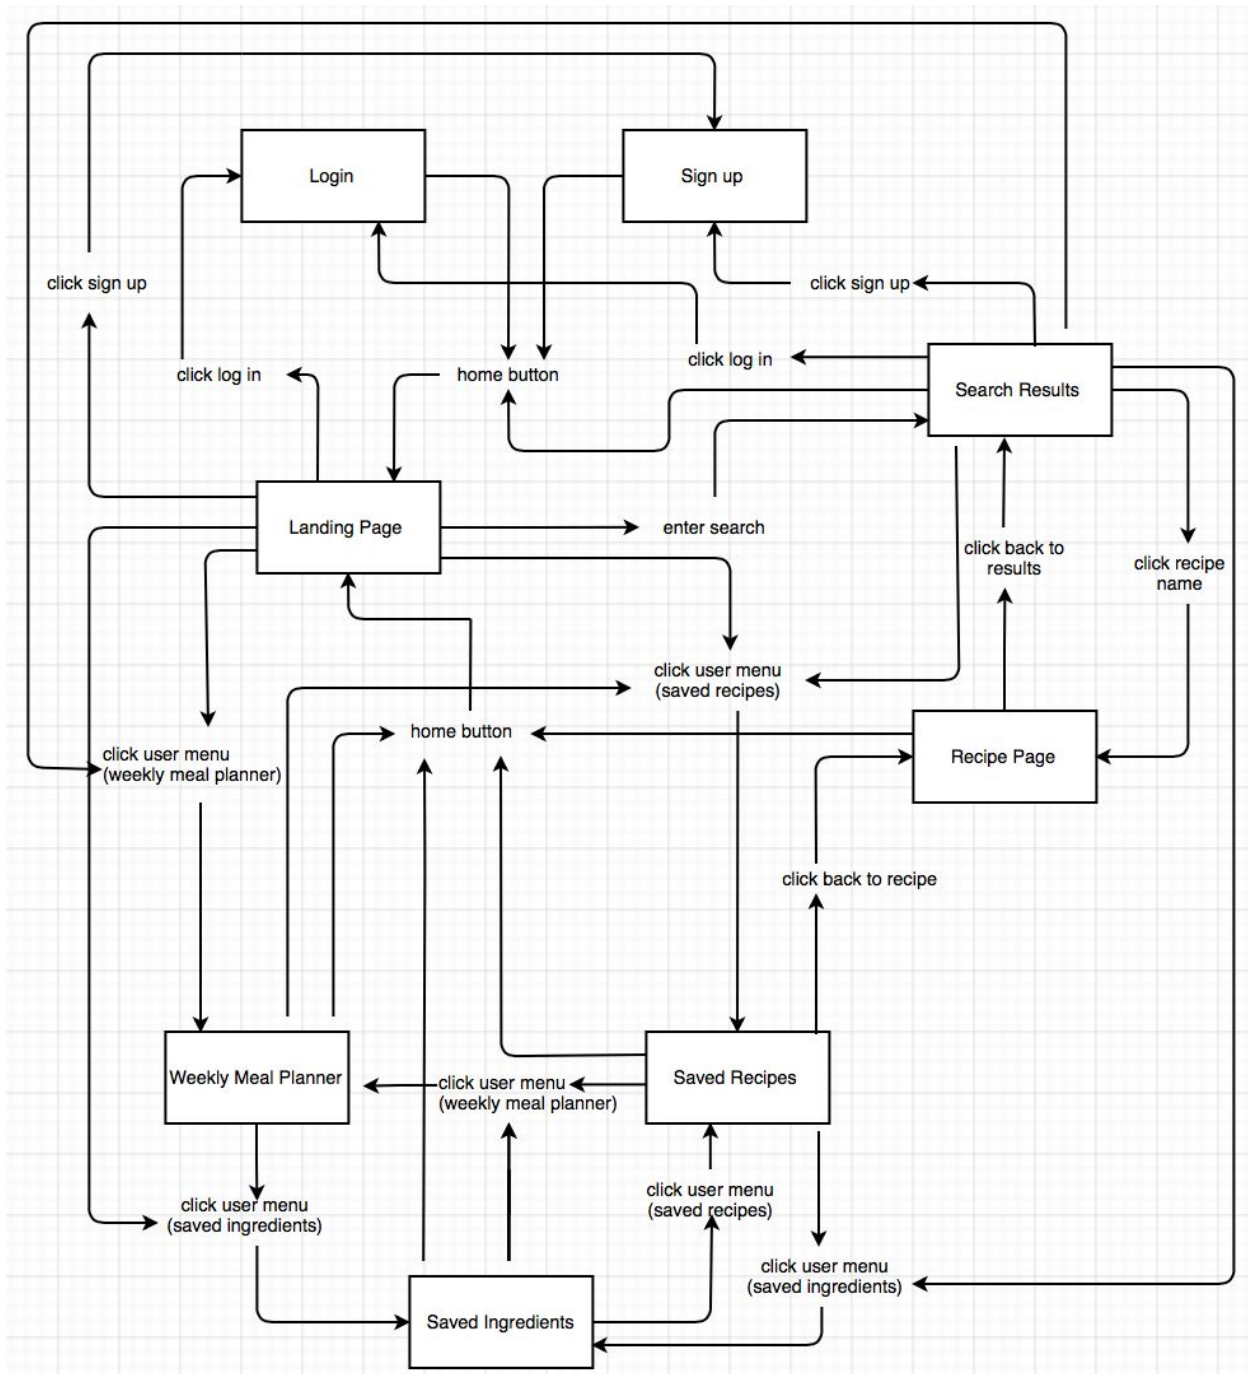 Login
Sign up
click sign up
click sign up
click log in
click log in
home button
Search Results
Landing Page
enter search
click back to
results
click recipe
name
click user menu
(saved recipes)
home button
click user menu
(weekly meal planner)
Recipe Page
click back to recipe
Weekly Meal Planner
click user menu
(weekly meal planner)
Saved Recipes
click user menu
(saved ingredients)
click user menu
(saved recipes)
click user menu
(saved ingredients)
Saved Ingredients